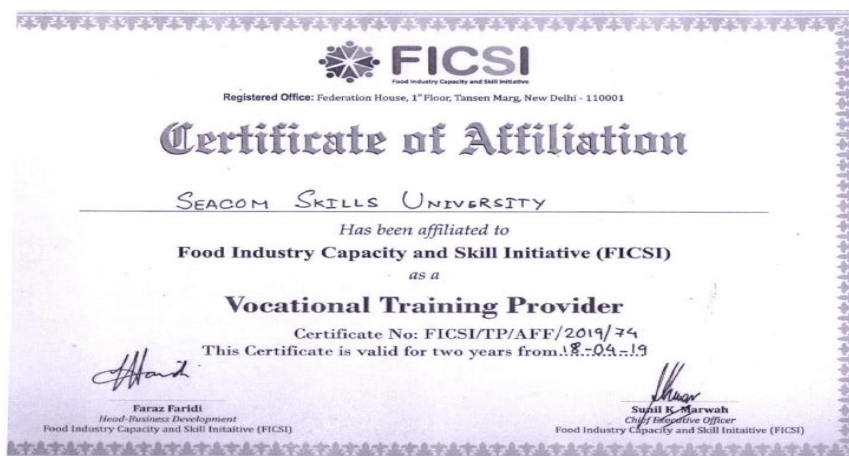 FICSI
Food Industry Capacity and Skill Initiative
Registered Office: Federation House, 1st Floor, Tansen Marg, New Delhi - 110001
Certificate of Affiliation
SEACOM SKILLS UNIVERSITY
Has been affiliated to
Food Industry Capacity and Skill Initiative (FICSI)
as a
Vocational Training Provider
Certificate No: FICSI/TP/AFF/2019/74
This Certificate is valid for two years from 18-04-19
Faraz Faridi
Head-Business Development
Food Industry Capacity and Skill Initaitive (FICSI)
Sunil K Marwah
Chief Executive Officer
Food Industry Capacity and Skill Initaitive (FICSI)